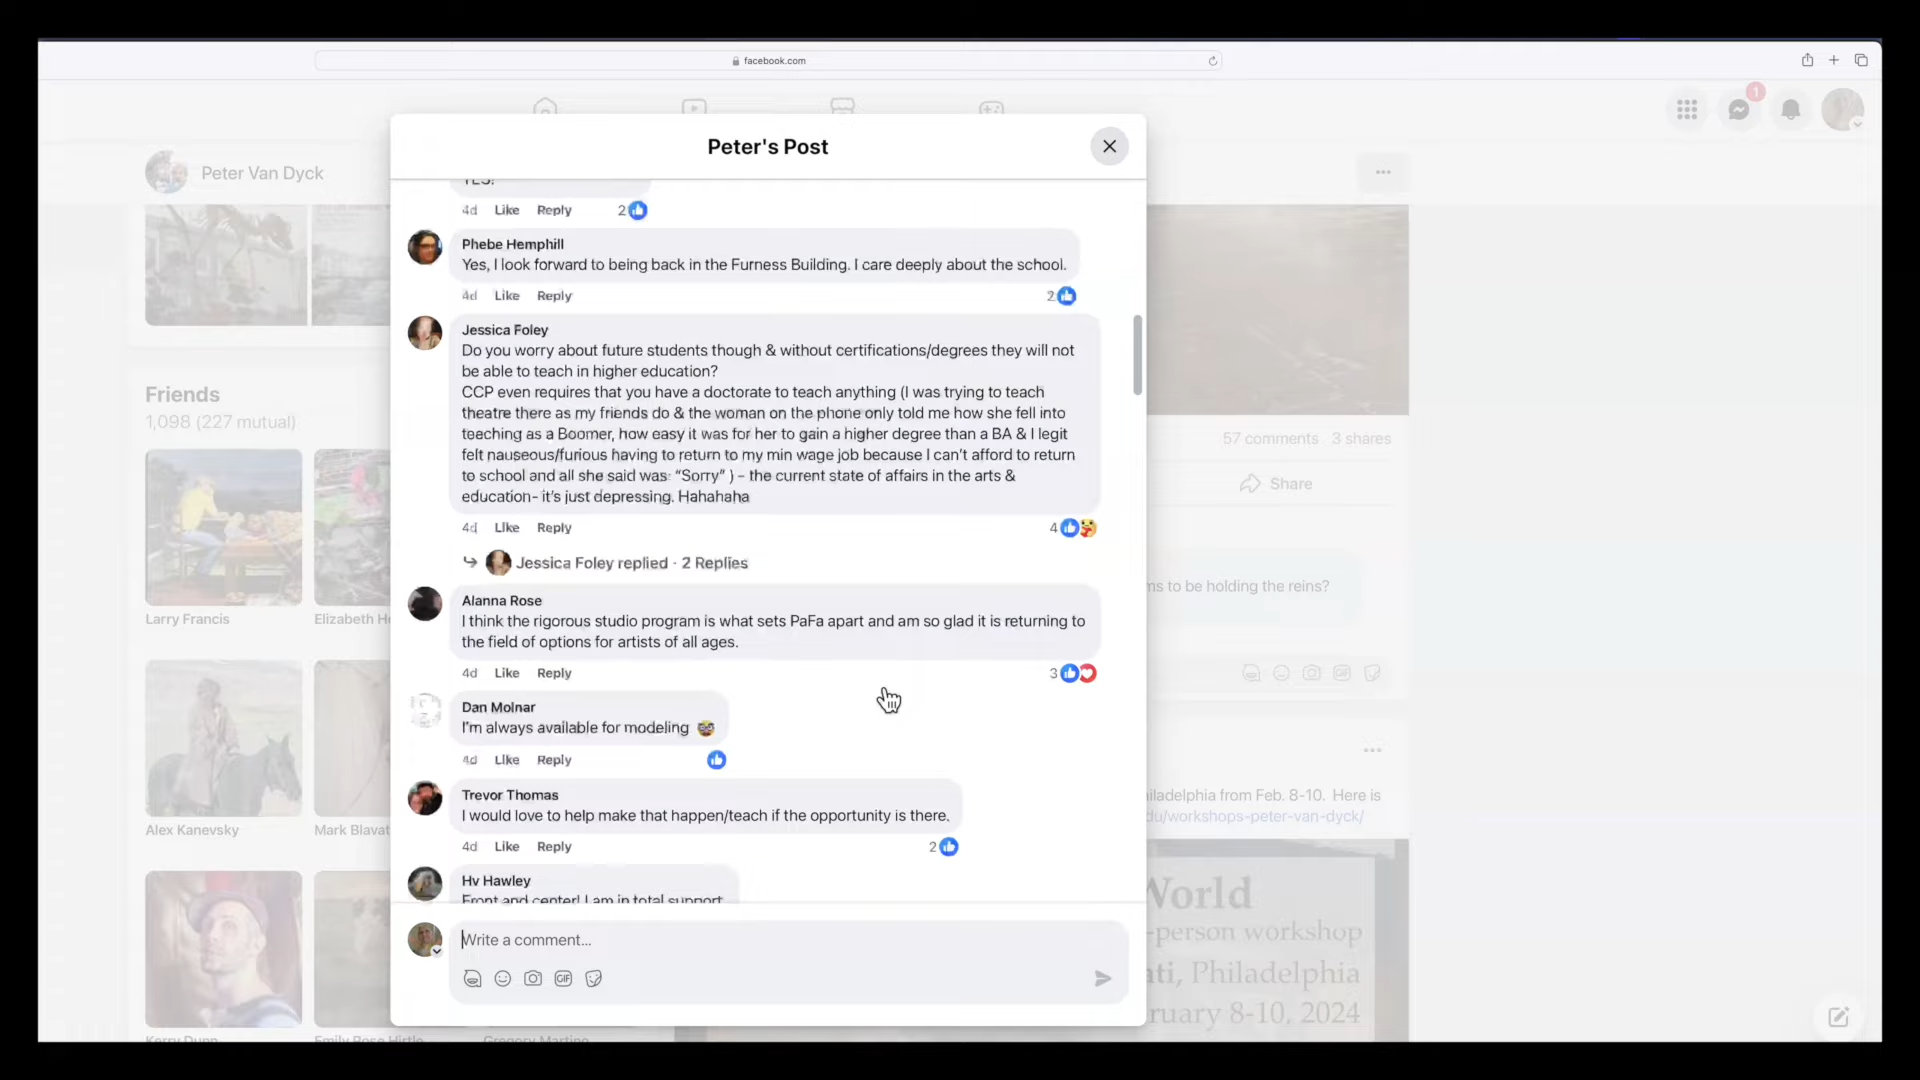 facebook.com
1
Peter Van Dyck
Peter's Post
YES!
4d Like Reply 2
Phebe Hemphill
Yes, I look forward to being back in the Furness Building. I care deeply about the school.
4d Like Reply 2
Jessica Foley
Do you worry about future students though & without certifications/degrees they will not
be able to teach in higher education?
CCP even requires that you have a doctorate to teach anything (I was trying to teach
theatre there as my friends do & the woman on the phone only told me how she fell into
teaching as a Boomer, how easy it was for her to gain a higher degree than a BA & I legit
felt nauseous/furious having to return to my min wage job because I can't afford to return
to school and all she said was: “Sorry” ) – the current state of affairs in the arts &
education- it's just depressing. Hahahaha
4d Like Reply 4
Jessica Foley replied · 2 Replies
Alanna Rose
I think the rigorous studio program is what sets PaFa apart and am so glad it is returning to
the field of options for artists of all ages.
4d Like Reply 3
Dan Molnar
I'm always available for modeling
4d Like Reply
Trevor Thomas
I would love to help make that happen/teach if the opportunity is there.
4d Like Reply 2
Hv Hawley
Front and center! I am in total support
Write a comment...
GIF
Friends
1,098 (227 mutual)
Larry Francis
Elizabeth He
Alex Kanevsky
Mark Blavat
Kerry Dunn
Emily Rose Hirtle
Gregory Martino
57 comments 3 shares
Share
ms to be holding the reins?
iladelphia from Feb. 8-10. Here is
du/workshops-peter-van-dyck/
World
-person workshop
ati, Philadelphia
ruary 8-10, 2024